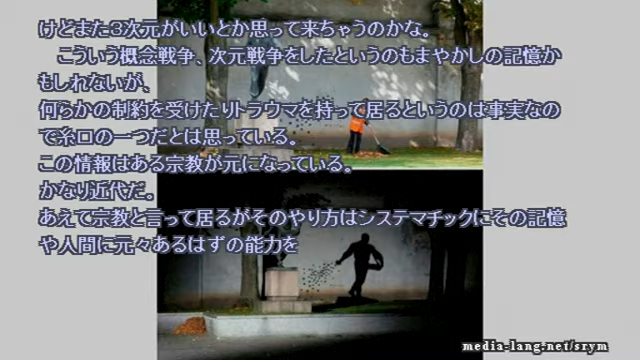 けどまた３次元がいいとか思って来ちゃうのかな。
こういう概念戦争、次元戦争をしたというのもまやかしの記憶か
もしれないが、
何らかの制約を受けたりトラウマを持って居るというのは事実なの
で糸口の一つだとは思っている。
この情報はある宗教が元になっている。
かなり近代だ。
あえて宗教と言って居るがそのやり方はシステマチックにその記憶
や人間に元々あるはずの能力を
media-lang.net/srym